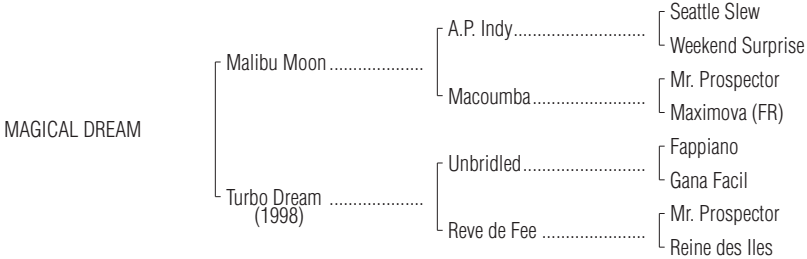 Seattle Slew
A.P. Indy............................
Weekend Surprise
Malibu Moon ....................
Mr. Prospector
Macoumba........................
Maximova (FR)
MAGICAL DREAM
Fappiano
Unbridled..........................
Gana Facil
Turbo Dream ....................
(1998)
Mr. Prospector
Reve de Fee ......................
Reine des Iles